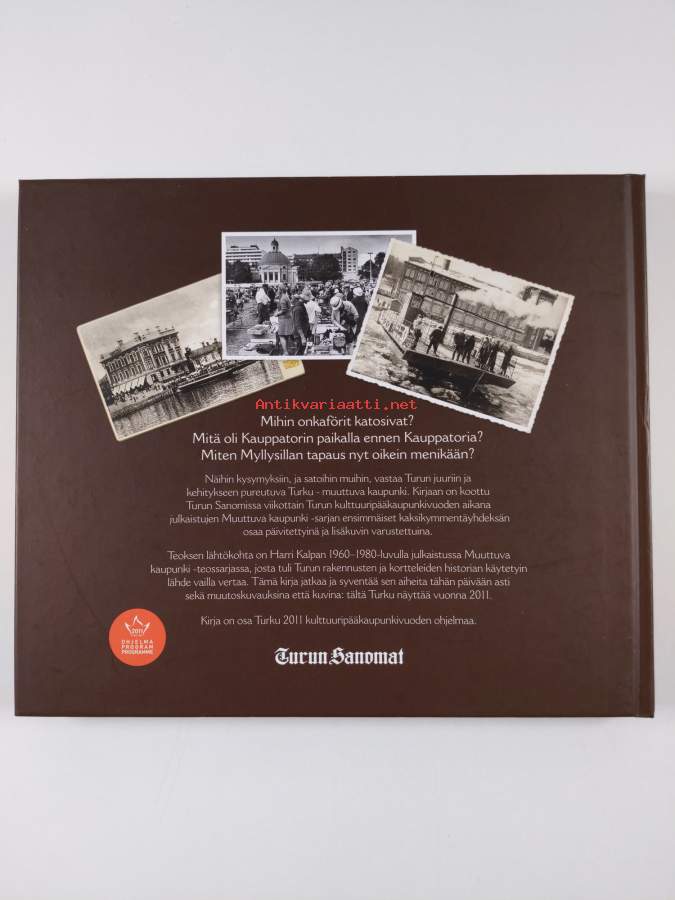 Antikvariaatti.net
Mihin onkaförit katosivat?
Mitä oli Kauppatorin paikalla ennen Kauppatoria?
Miten Myllysillan tapaus nyt oikein menikään?
Näihin kysymyksiin, ja satoihin muihin, vastaa Turun juuriin ja
kehitykseen pureutuva Turku - muuttuva kaupunki. Kirjaan on koottu
Turun Sanomissa viikottain Turun kulttuuripääkaupunkivuoden aikana
julkaistujen Muuttuva kaupunki -sarjan ensimmäiset kaksikymmentäyhdeksän
osaa päivitettyinä ja lisäkuvin varustettuina.
Teoksen lähtökohta on Harri Kalpan 1960–1980-luvulla julkaistussa Muuttuva
kaupunki -teossarjassa, josta tuli Turun rakennusten ja kortteleiden historian käytetyin
lähde vailla vertaa. Tämä kirja jatkaa ja syventää sen aiheita tähän päivään asti
sekä muutoskuvauksina että kuvina: tältä Turku näyttää vuonna 2011.
Kirja on osa Turku 2011 kulttuuripääkaupunkivuoden ohjelmaa.
2011
OHJELMA
PROGRAM
PROGRAMME
Turun Sanomat